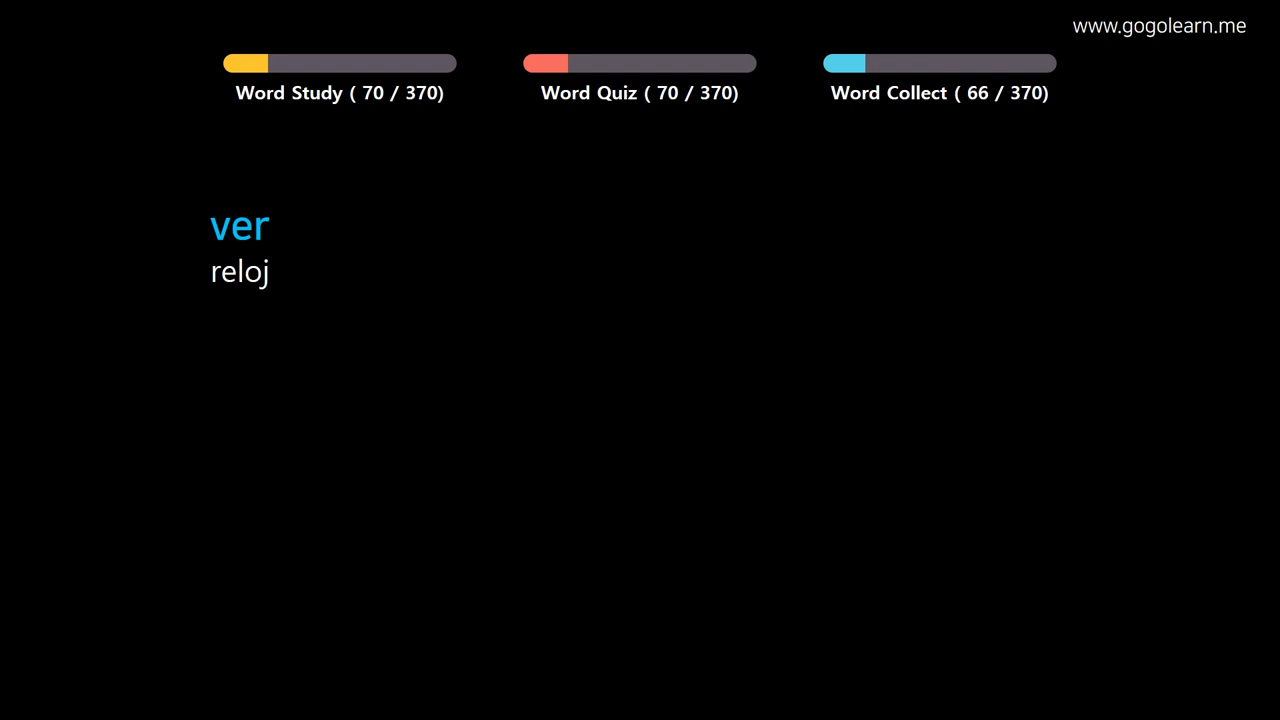 www.gogolearn.me
Word Study ( 70 / 370)
Word Quiz ( 70 / 370)
Word Collect ( 66 / 370)
ver
reloj